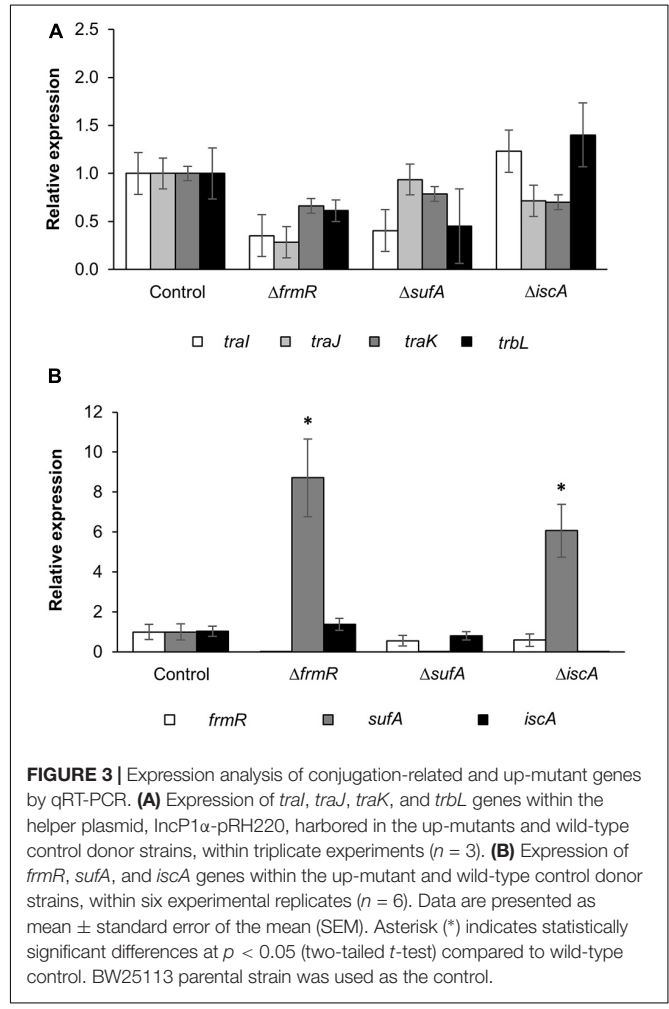 A
2.5
2.0
1.5
1.0
0.5
0.0
Relative expression
Control ΔfrmR ΔsufA ΔiscA
traI traJ traK trbL
B
12
10
8
6
4
2
0
Relative expression
* *
Control ΔfrmR ΔsufA ΔiscA
frmR sufA iscA
FIGURE 3 | Expression analysis of conjugation-related and up-mutant genes
by qRT-PCR. (A) Expression of traI, traJ, traK, and trbL genes within the
helper plasmid, IncP1α-pRH220, harbored in the up-mutants and wild-type
control donor strains, within triplicate experiments (n = 3). (B) Expression of
frmR, sufA, and iscA genes within the up-mutant and wild-type control donor
strains, within six experimental replicates (n = 6). Data are presented as
mean ± standard error of the mean (SEM). Asterisk (*) indicates statistically
significant differences at p < 0.05 (two-tailed t-test) compared to wild-type
control. BW25113 parental strain was used as the control.